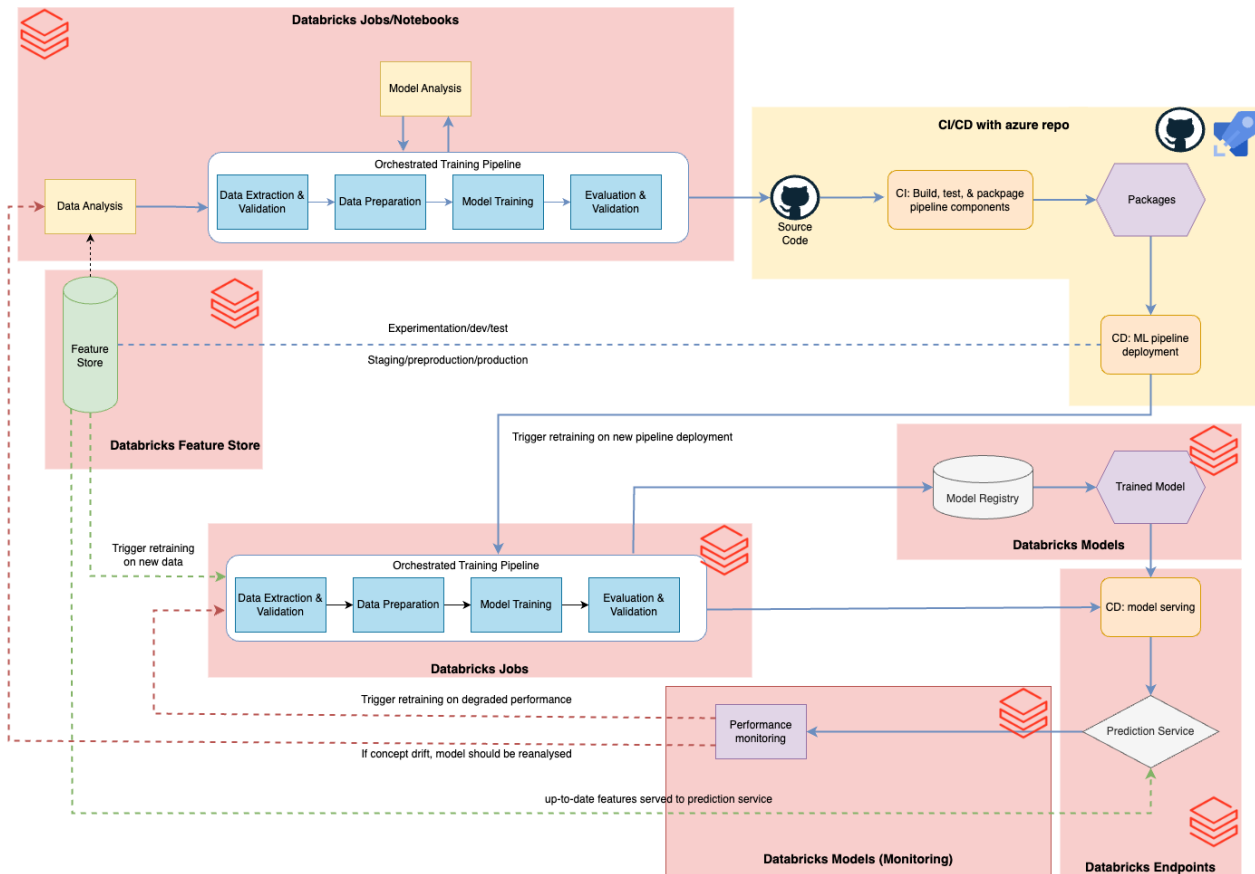 Databricks Jobs/Notebooks
Model Analysis
Orchestrated Training Pipeline
Data Extraction &
Validation
Data Preparation
Model Training
Evaluation &
Validation
Data Analysis
CI/CD with azure repo
Source
Code
CI: Build, test, & packpage
pipeline components
Packages
CD: ML pipeline
deployment
Feature
Store
Databricks Feature Store
Experimentation/dev/test
Staging/preproduction/production
Trigger retraining on new pipeline deployment
Model Registry
Trained Model
Databricks Models
Trigger retraining
on new data
Orchestrated Training Pipeline
Data Extraction &
Validation
Data Preparation
Model Training
Evaluation &
Validation
Databricks Jobs
CD: model serving
Trigger retraining on degraded performance
Performance
monitoring
Prediction Service
If concept drift, model should be reanalysed
up-to-date features served to prediction service
Databricks Models (Monitoring)
Databricks Endpoints